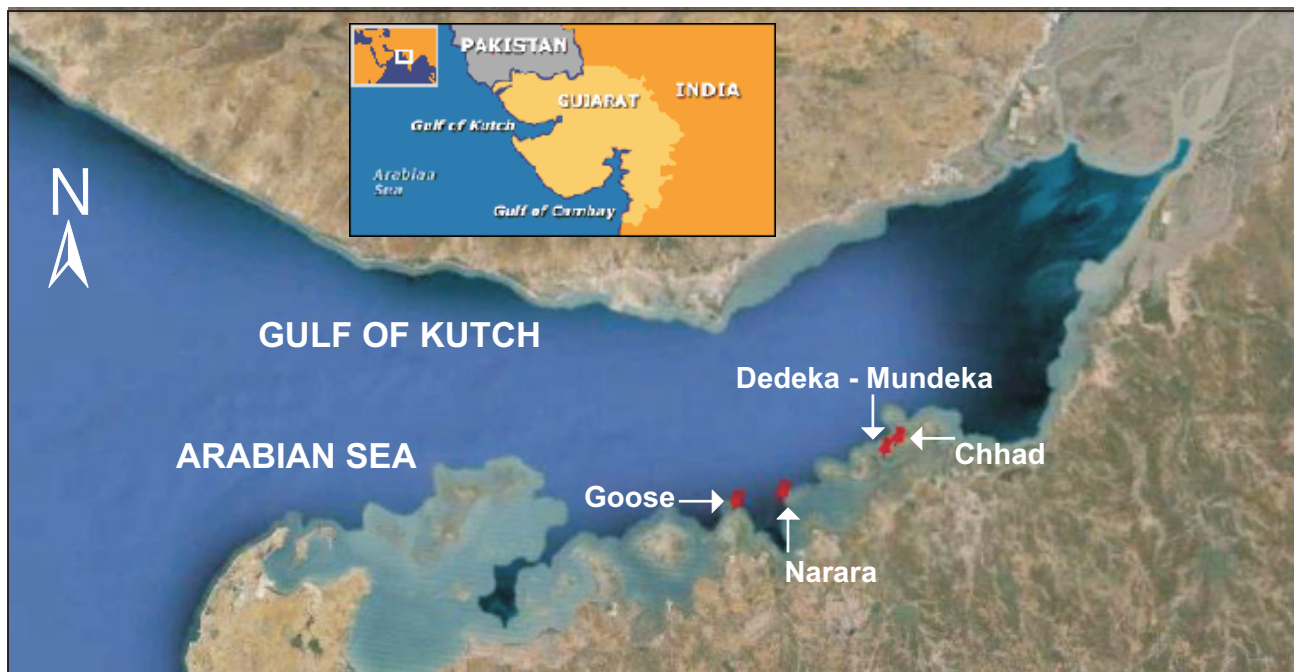 PAKISTAN
GUJARAT
INDIA
Gulf of Kutch
Arabian
Sea
Gulf of Cambay
N
GULF OF KUTCH
Dedeka - Mundeka
ARABIAN SEA
Chhad
Goose
Narara